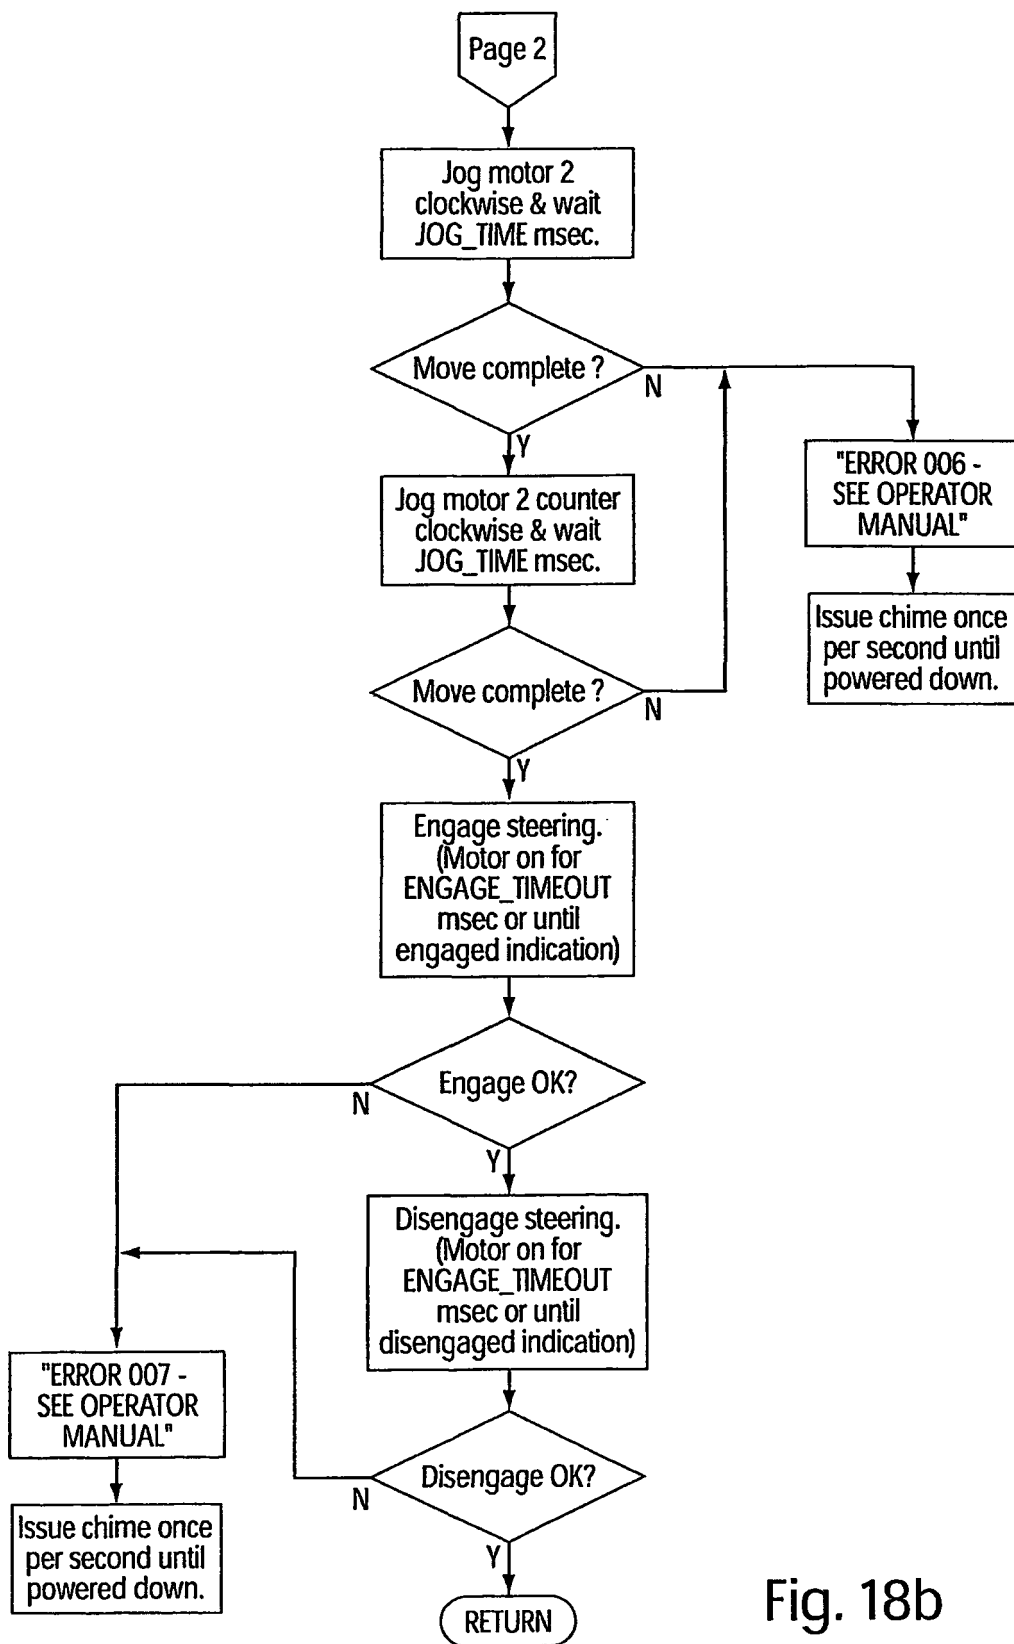 Page 2
Jog motor 2
clockwise & wait
JOG_TIME msec.
Move complete ?
N
Y
"ERROR 006 -
SEE OPERATOR
MANUAL"
Jog motor 2 counter
clockwise & wait
JOG_TIME msec.
Issue chime once
per second until
powered down.
Move complete ?
N
Y
Engage steering.
(Motor on for
ENGAGE_TIMEOUT
msec or until
engaged indication)
Engage OK?
N
Y
Disengage steering.
(Motor on for
ENGAGE_TIMEOUT
msec or until
disengaged indication)
"ERROR 007 -
SEE OPERATOR
MANUAL"
Disengage OK?
N
Y
Issue chime once
per second until
powered down.
RETURN
Fig. 18b